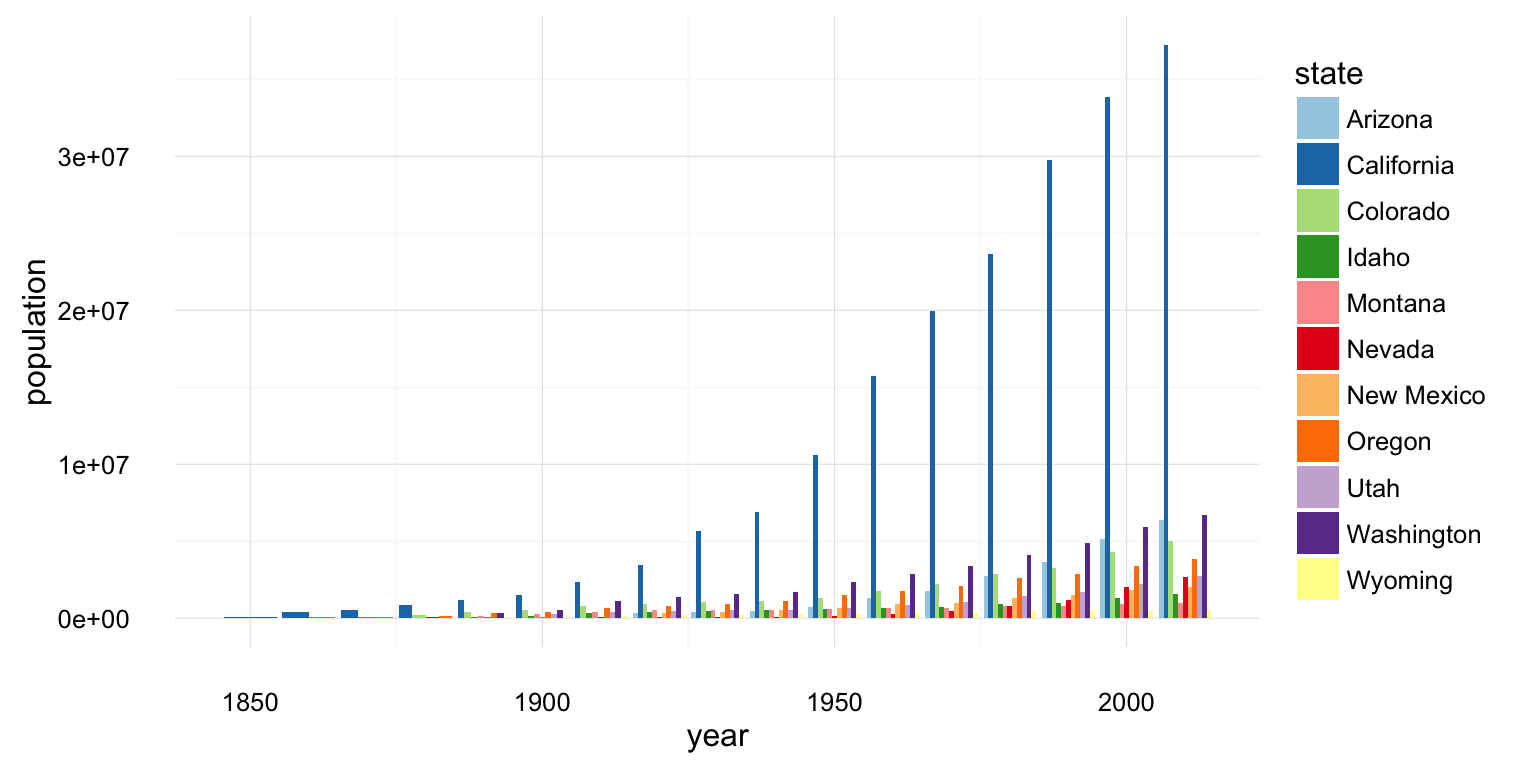 state
Arizona
California
Colorado
Idaho
Montana
Nevada
New Mexico
Oregon
Utah
Washington
Wyoming
population
3e+07
2e+07
1e+07
0e+00
1850 1900 1950 2000
year